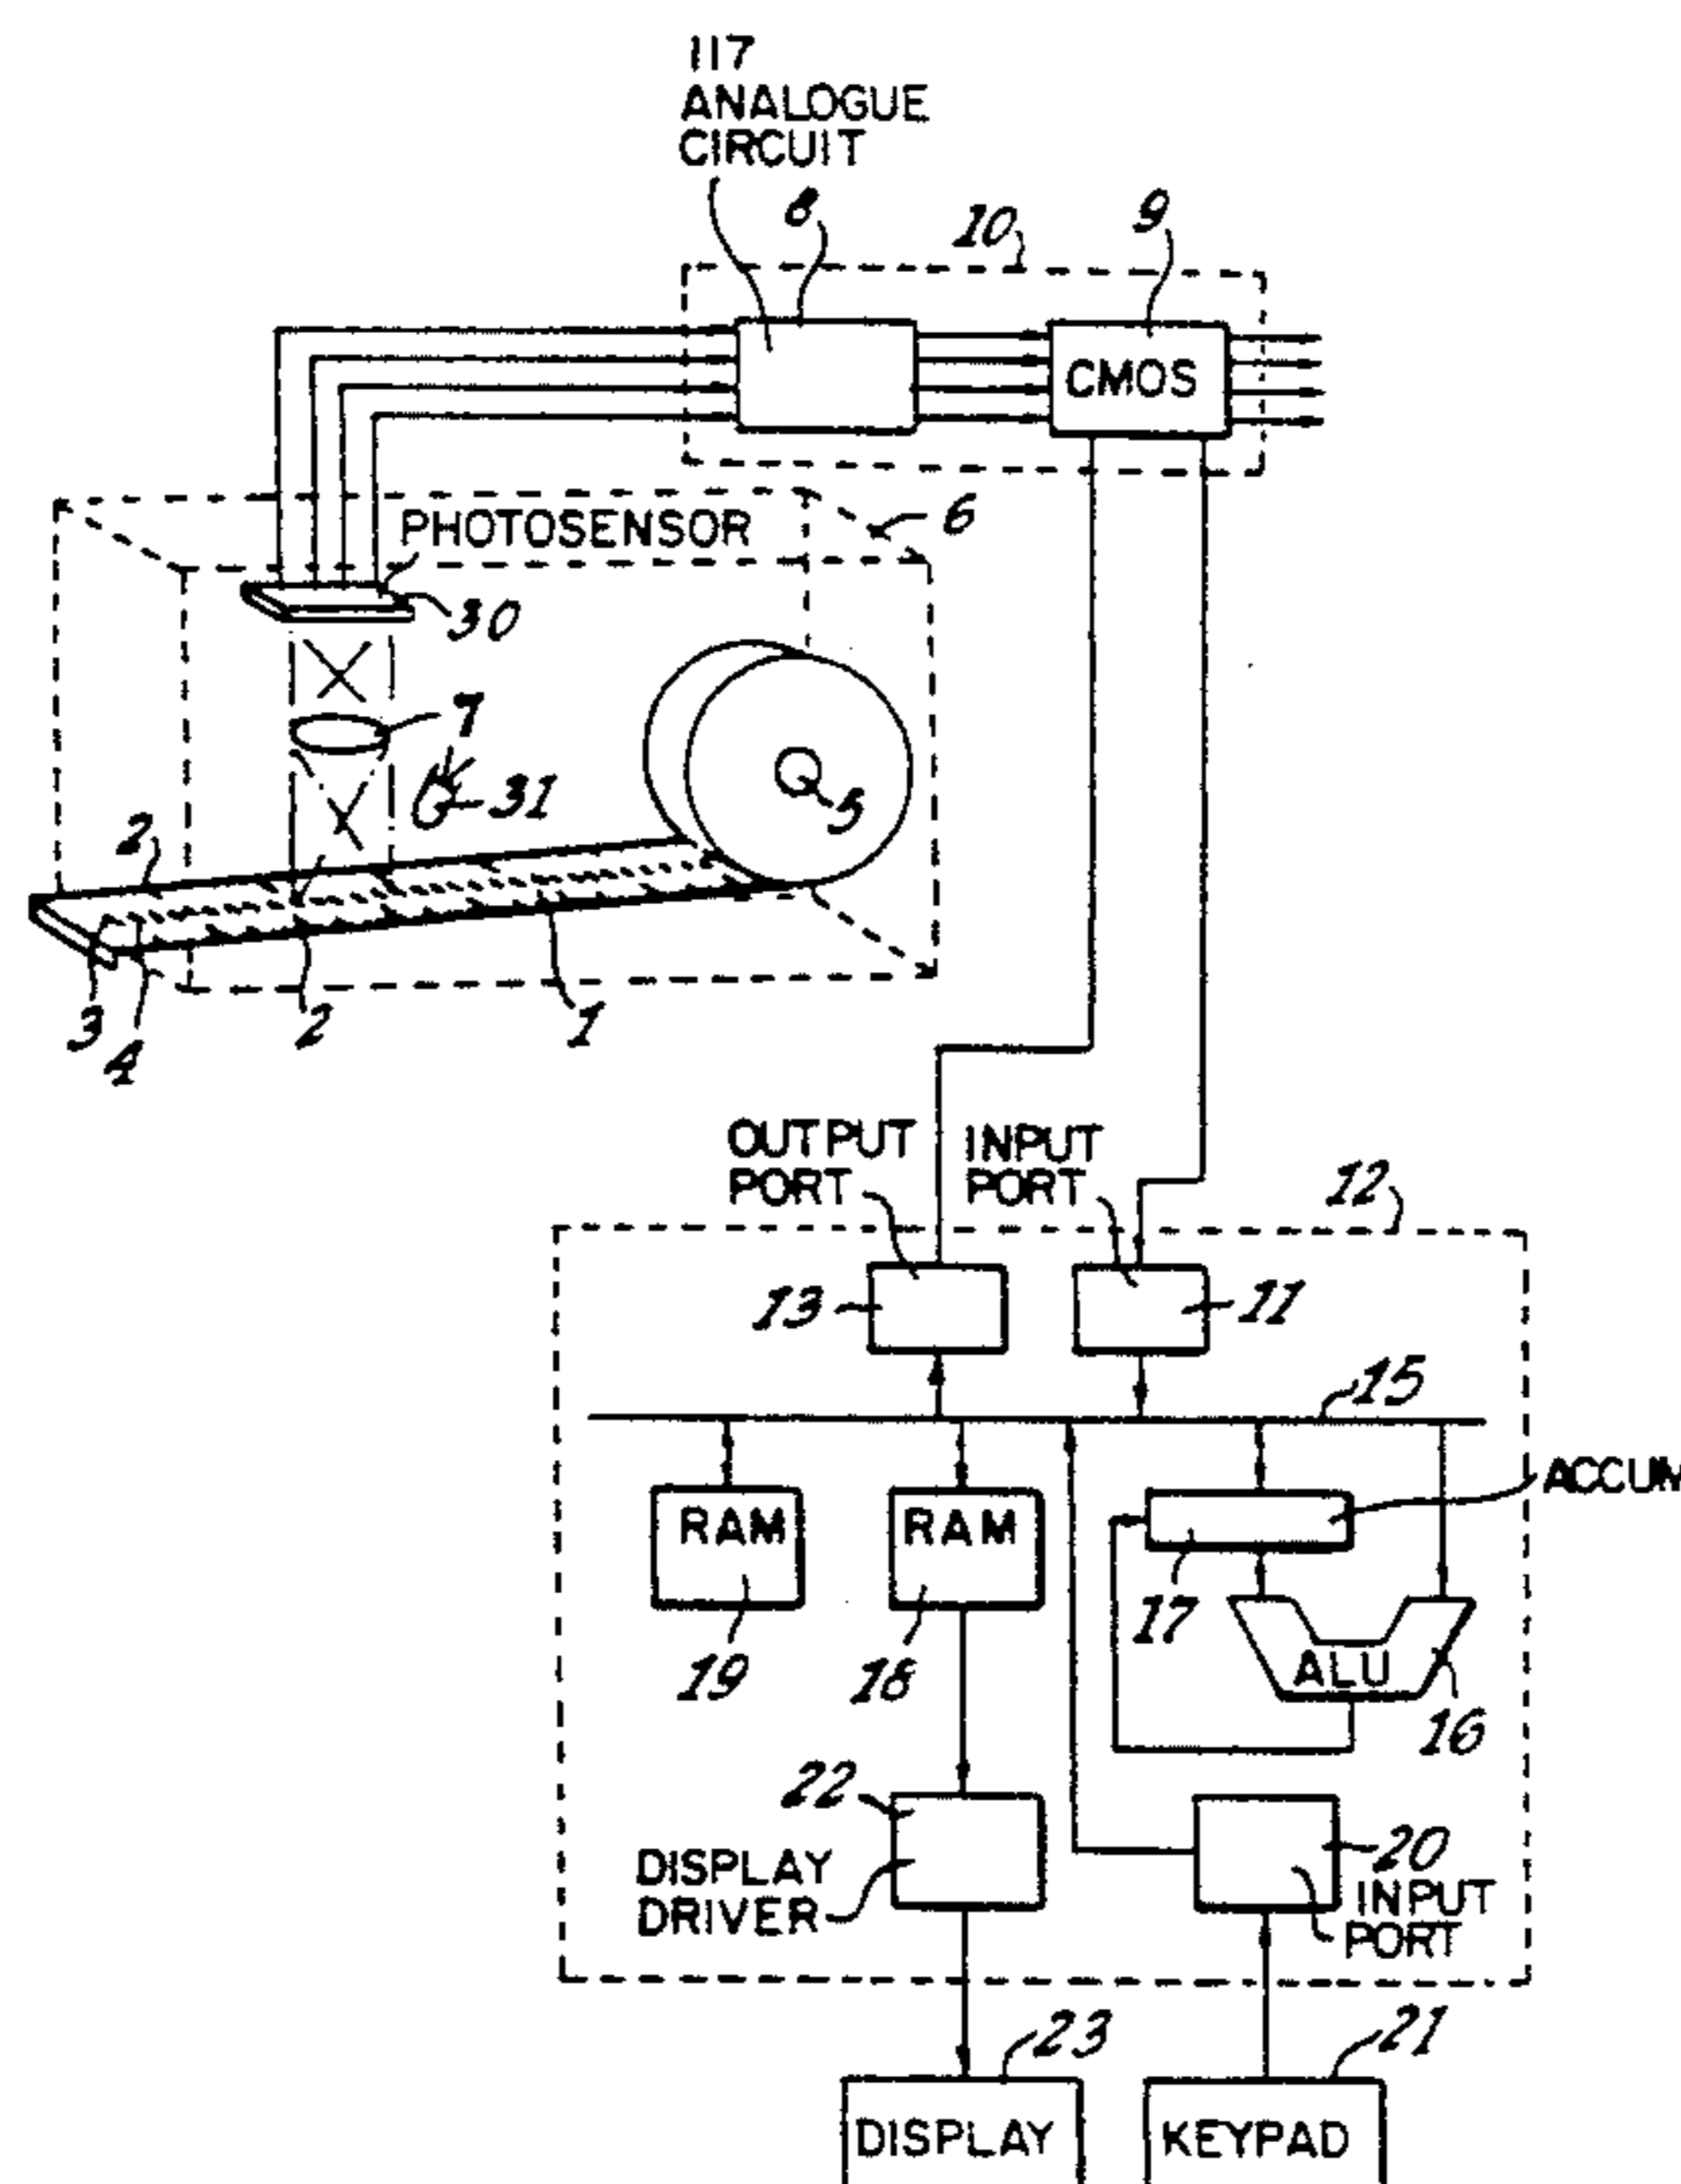 117
ANALOGUE
CIRCUIT
8
10
9
CMOS
PHOTOSENSOR
6
30
7
31
5
2
3
4
2
1
OUTPUT
PORT
INPUT
PORT
12
13
11
15
ACCUM
RAM
RAM
17
19
18
ALU
16
22
20
DISPLAY
DRIVER
INPUT
PORT
23
21
DISPLAY
KEYPAD